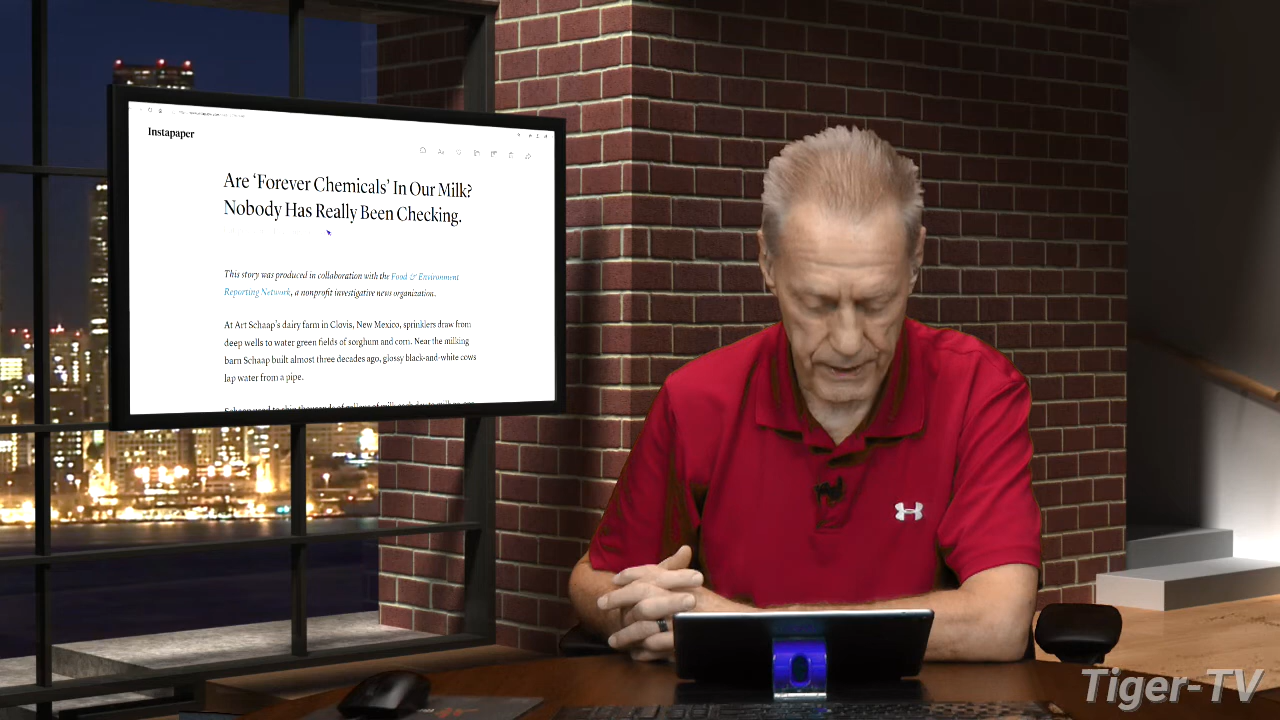 Instapaper
Are ‘Forever Chemicals’ In Our Milk?
Nobody Has Really Been Checking.
This story was produced in collaboration with the Food & Environment
Reporting Network, a nonprofit investigative news organization.
At Art Schaap's dairy farm in Clovis, New Mexico, sprinklers draw from
deep wells to water green fields of sorghum and corn. Near the milking
barn Schaap built almost three decades ago, glossy black-and-white cows
lap water from a pipe.
Tiger-TV